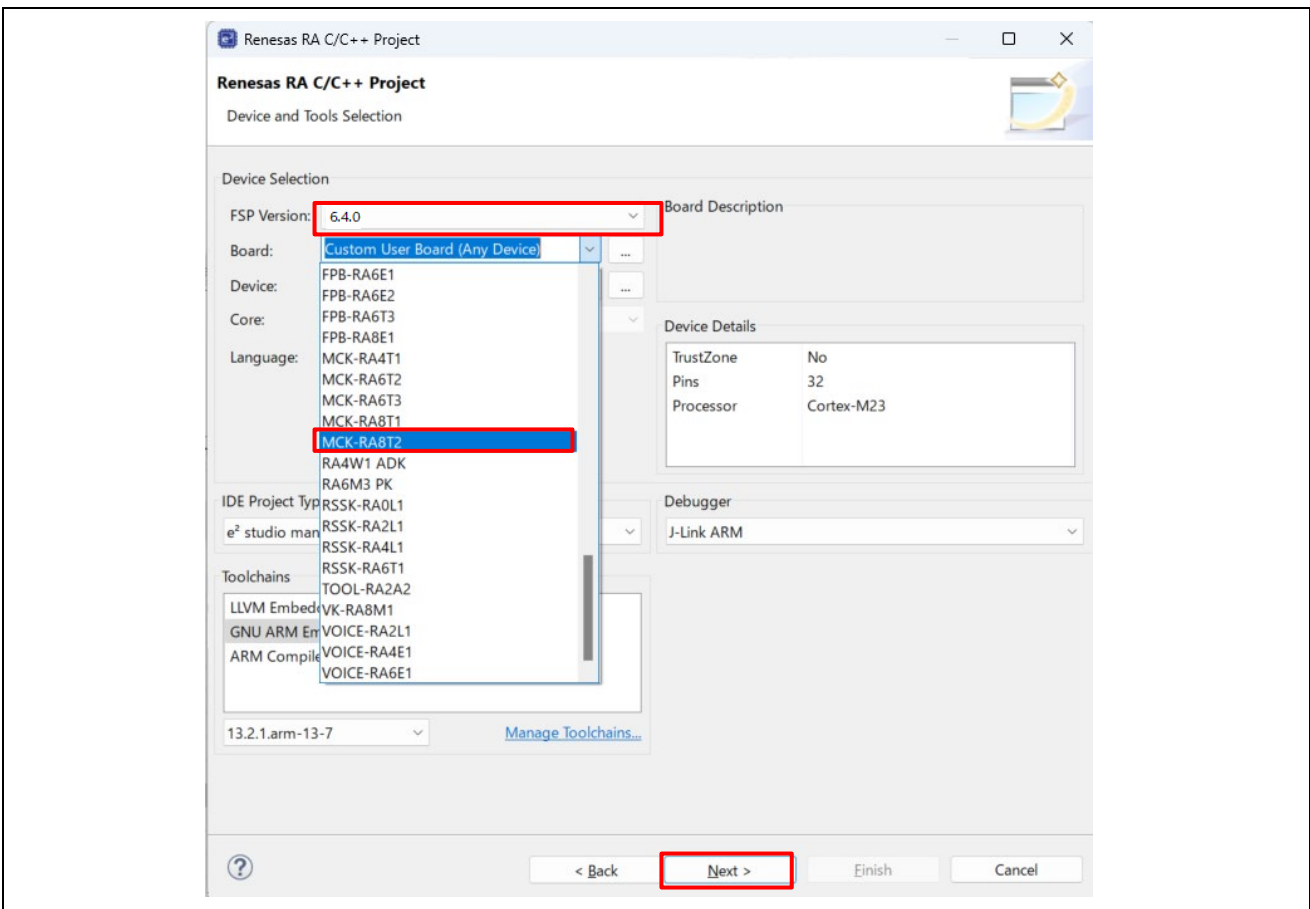 Renesas RA C/C++ Project
Renesas RA C/C++ Project
Device and Tools Selection
Device Selection
FSP Version: 6.4.0
Board: Custom User Board (Any Device) ...
Device: ...
Core:
Language:
FPB-RA6E1
FPB-RA6E2
FPB-RA6T3
FPB-RA8E1
MCK-RA4T1
MCK-RA6T2
MCK-RA6T3
MCK-RA8T1
MCK-RA8T2
RA4W1 ADK
RA6M3 PK
RSSK-RA0L1
RSSK-RA2L1
RSSK-RA4L1
RSSK-RA6T1
TOOL-RA2A2
VK-RA8M1
VOICE-RA2L1
VOICE-RA4E1
VOICE-RA6E1
Board Description
Device Details
TrustZone No
Pins 32
Processor Cortex-M23
IDE Project Typ
e² studio man
Debugger
J-Link ARM
Toolchains
LLVM Embed
GNU ARM Em
ARM Compile
13.2.1.arm-13-7
Manage Toolchains...
? < Back Next > Finish Cancel